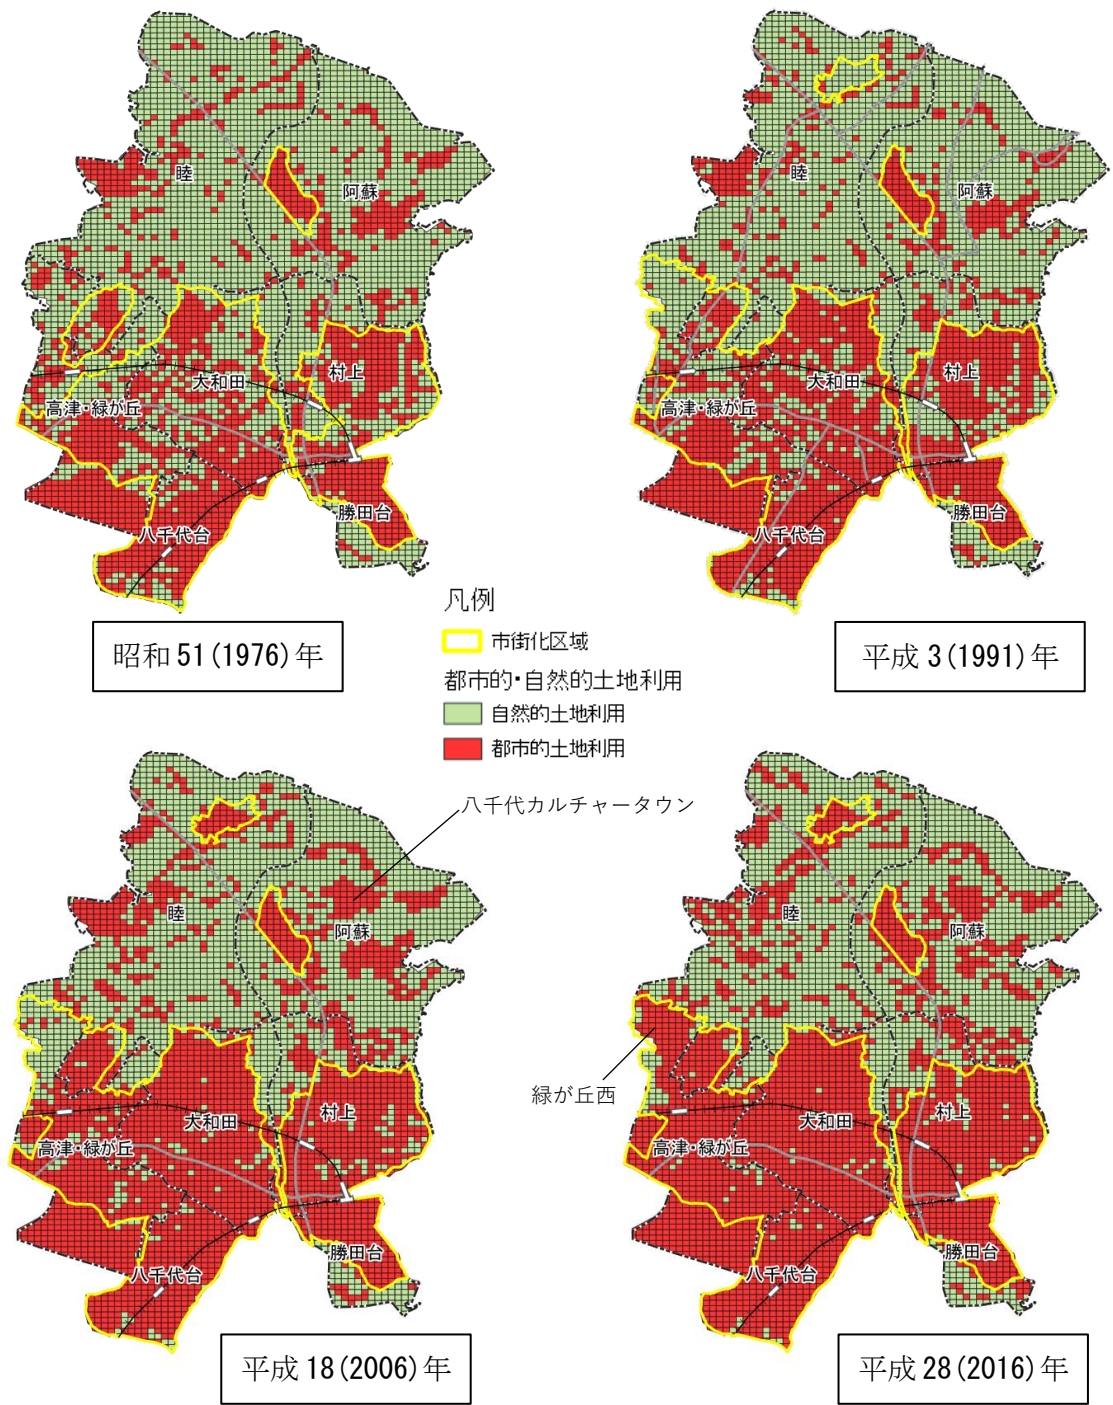 睦
阿蘇
大和田
村上
高津・緑が丘
八千代台
勝田台
昭和51(1976)年
睦
阿蘇
大和田
村上
高津・緑が丘
八千代台
勝田台
平成3(1991)年
凡例
市街化区域
都市的・自然的土地利用
自然的土地利用
都市的土地利用
八千代カルチャータウン
睦
阿蘇
大和田
村上
高津・緑が丘
八千代台
勝田台
平成18(2006)年
睦
阿蘇
緑が丘西
大和田
村上
高津・緑が丘
八千代台
勝田台
平成28(2016)年